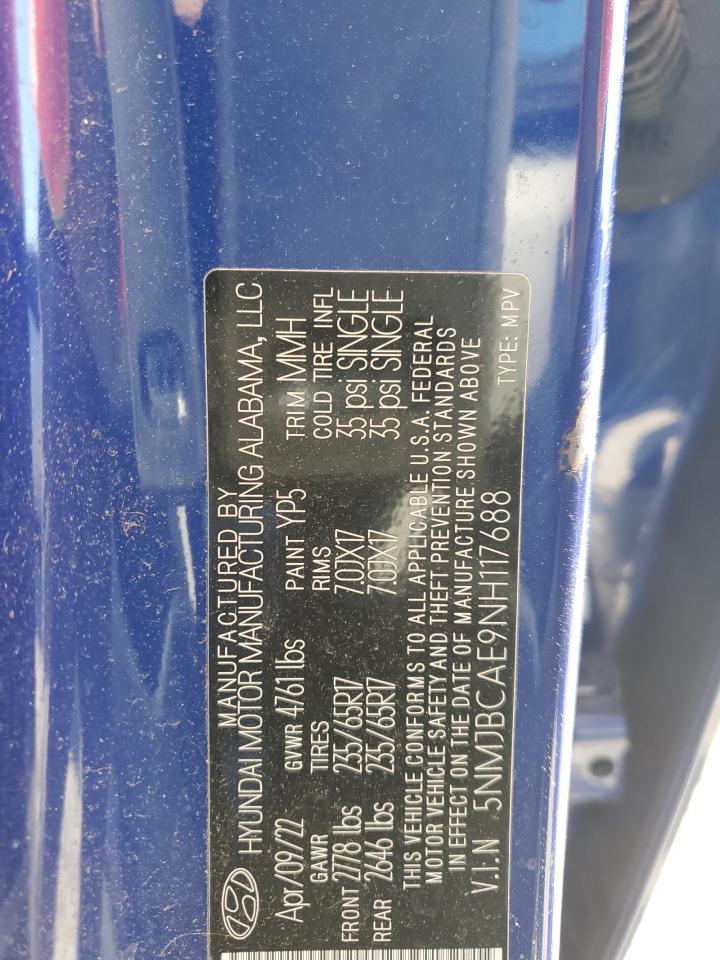 MANUFACTURED BY
HYUNDAI MOTOR MANUFACTURING ALABAMA, LLC
Apr/09/22 GVWR 4761 lbs PAINT YP5 TRIM MMH
GAWR TIRES RIMS COLD TIRE INFL
FRONT 2778 lbs 235/65R17 7.0JX17 35 psi SINGLE
REAR 2646 lbs 235/65R17 7.0JX17 35 psi SINGLE
THIS VEHICLE CONFORMS TO ALL APPLICABLE U.S.A. FEDERAL
MOTOR VEHICLE SAFETY AND THEFT PREVENTION STANDARDS
IN EFFECT ON THE DATE OF MANUFACTURE SHOWN ABOVE
V.I.N 5NMJBCAE9NH117688
TYPE: MPV